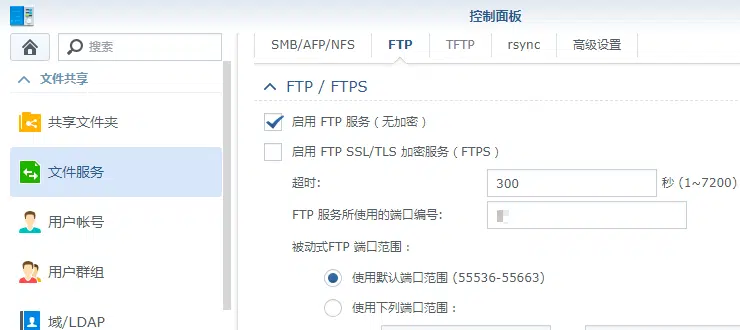 控制面板
搜索
SMB/AFP/NFS FTP TFTP rsync 高级设置
文件共享
共享文件夹
文件服务
用户帐号
用户群组
域/LDAP
FTP / FTPS
启用 FTP 服务 ( 无加密 )
启用 FTP SSL/TLS 加密服务 ( FTPS )
超时: 300 秒 (1~7200)
FTP 服务所使用的端口编号:
被动式FTP 端口范围 :
使用默认端口范围 (55536-55663)
使用下列端口范围 :